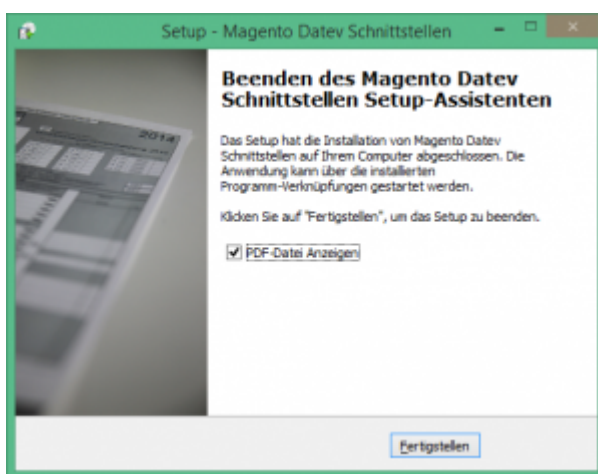 Setup - Magento Datev Schnittstellen
2014
Beenden des Magento Datev
Schnittstellen Setup-Assistenten
Das Setup hat die Installation von Magento Datev
Schnittstellen auf Ihrem Computer abgeschlossen. Die
Anwendung kann über die installierten
Programm-Verknüpfungen gestartet werden.
Klicken Sie auf "Fertigstellen", um das Setup zu beenden.
PDF-Datei Anzeigen
Fertigstellen